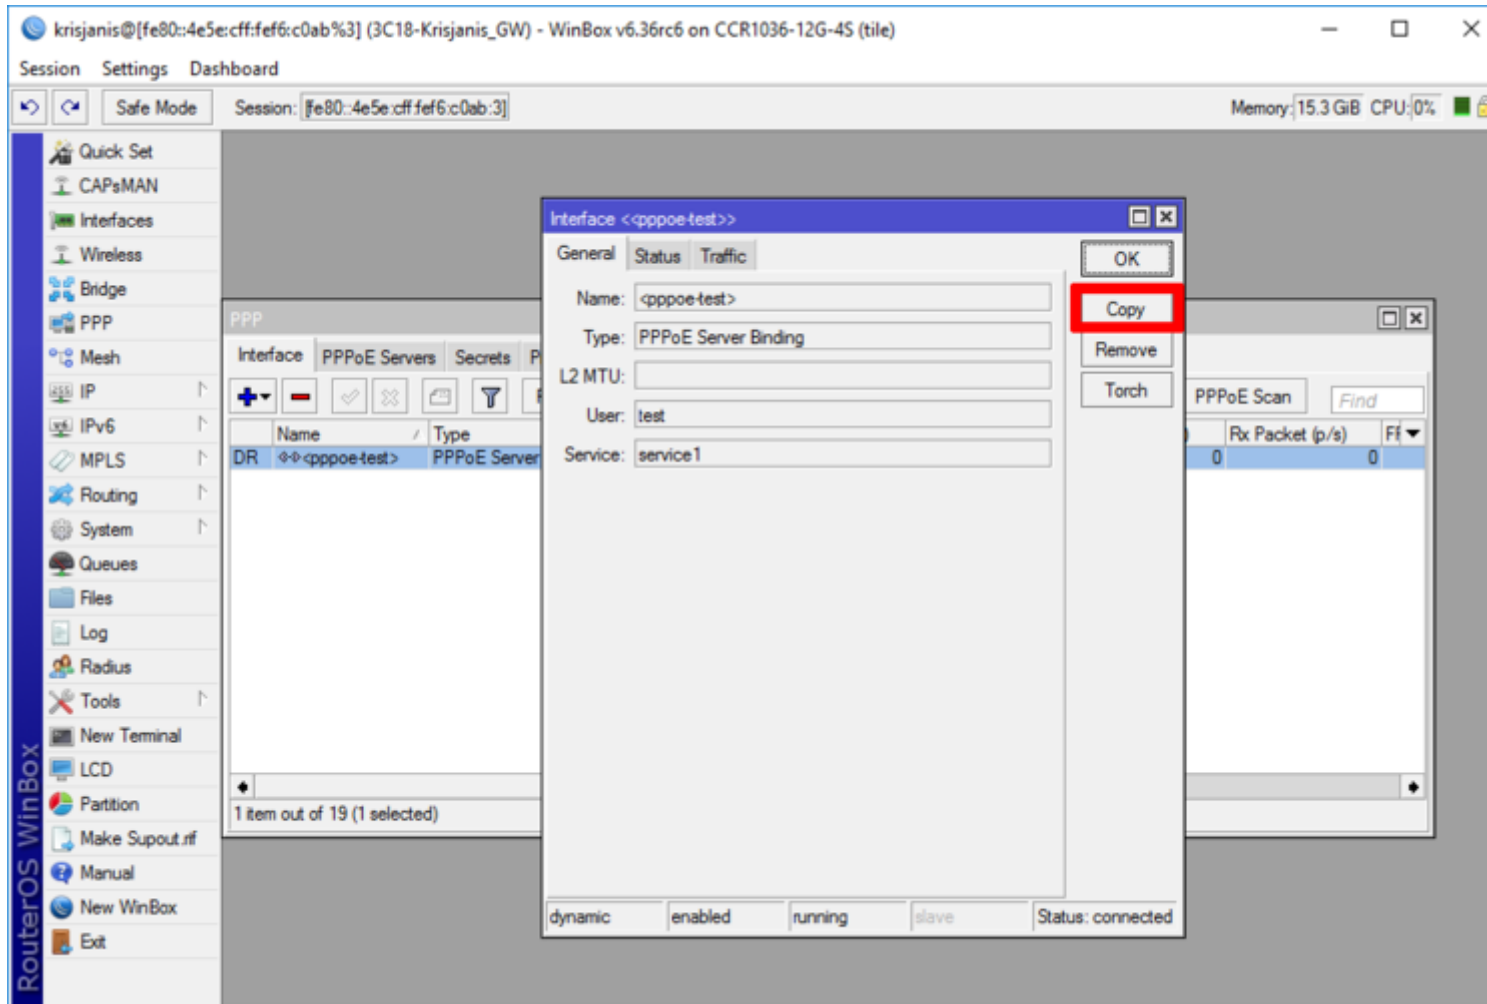 krisjanis@[fe80::4e5e:cff:fef6:c0ab%3] (3C18-Krisjanis_GW) - WinBox v6.36rc6 on CCR1036-12G-4S (tile)
Session Settings Dashboard
Safe Mode Session: [fe80::4e5e:cff:fef6:c0ab:3] Memory: 15.3 GiB CPU: 0%
Quick Set
CAPsMAN
Interfaces
Wireless
Bridge
PPP
Mesh
IP
IPv6
MPLS
Routing
System
Queues
Files
Log
Radius
Tools
New Terminal
LCD
Partition
Make Supout.rif
Manual
New WinBox
Exit
RouterOS WinBox
PPP
Interface PPPoE Servers Secrets P
PPPoE Scan Find
Name Type Rx Packet (p/s)
DR <pppoe-test> PPPoE Server 0 0
1 item out of 19 (1 selected)
Interface <<pppoe-test>>
General Status Traffic
Name: <pppoe-test>
Type: PPPoE Server Binding
L2 MTU:
User: test
Service: service1
OK
Copy
Remove
Torch
dynamic enabled running slave Status: connected